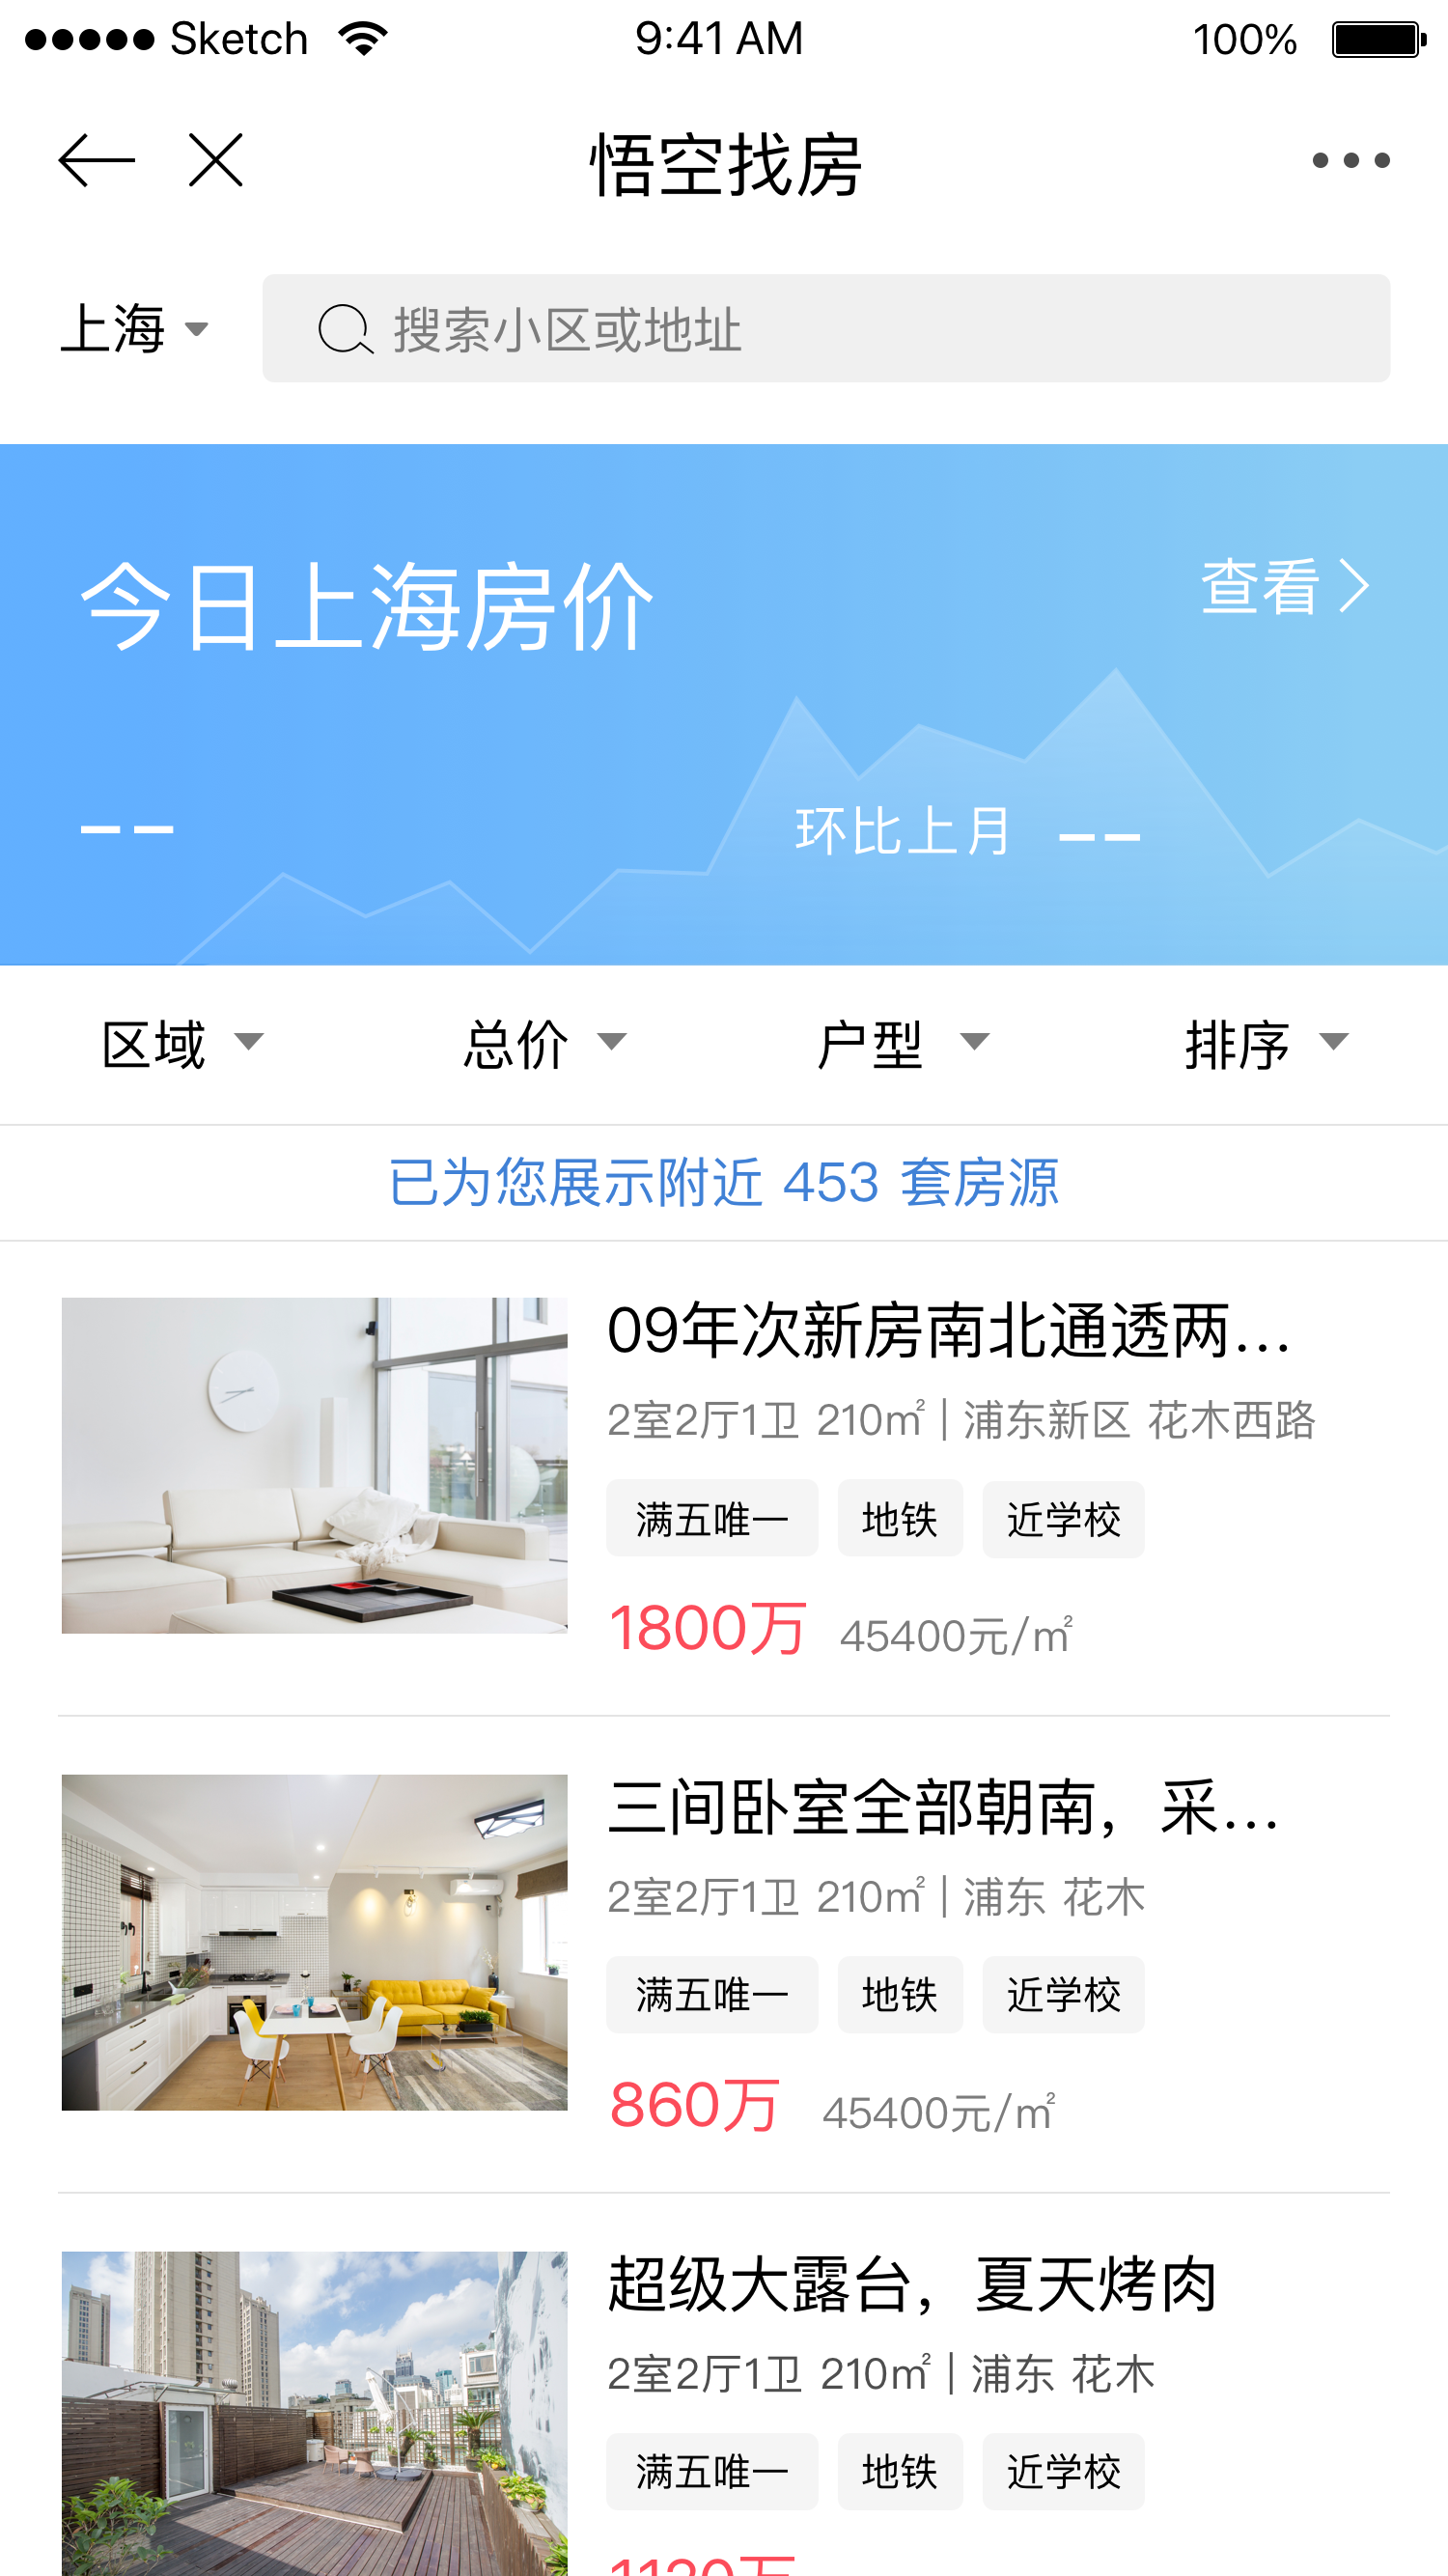 Sketch 9:41 AM 100%
悟空找房
上海 搜索小区或地址
今日上海房价 查看
-- 环比上月 --
区域 总价 户型 排序
已为您展示附近 453 套房源
09年次新房南北通透两...
2室2厅1卫 210㎡ | 浦东新区 花木西路
满五唯一 地铁 近学校
1800万 45400元/㎡
三间卧室全部朝南，采...
2室2厅1卫 210㎡ | 浦东 花木
满五唯一 地铁 近学校
860万 45400元/㎡
超级大露台，夏天烤肉
2室2厅1卫 210㎡ | 浦东 花木
满五唯一 地铁 近学校